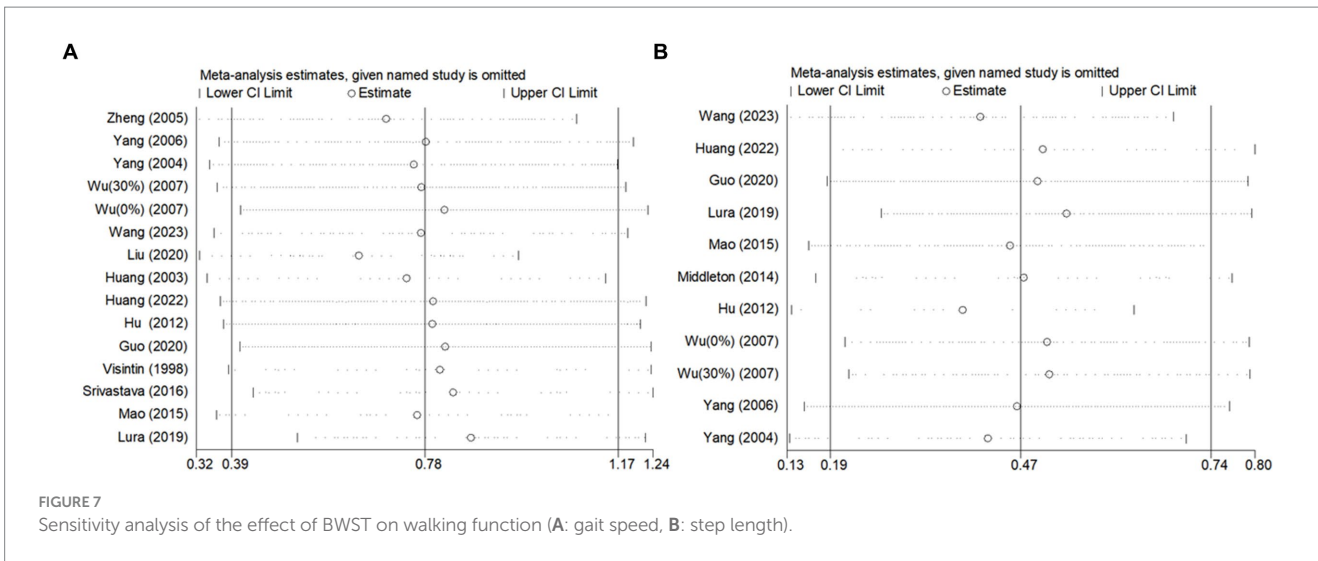 A
Meta-analysis estimates, given named study is omitted
Lower CI Limit Estimate Upper CI Limit
Zheng (2005)
Yang (2006)
Yang (2004)
Wu(30%) (2007)
Wu(0%) (2007)
Wang (2023)
Liu (2020)
Huang (2003)
Huang (2022)
Hu (2012)
Guo (2020)
Visintin (1998)
Srivastava (2016)
Mao (2015)
Lura (2019)
0.32 0.39 0.78 1.17 1.24
B
Meta-analysis estimates, given named study is omitted
Lower CI Limit Estimate Upper CI Limit
Wang (2023)
Huang (2022)
Guo (2020)
Lura (2019)
Mao (2015)
Middleton (2014)
Hu (2012)
Wu(0%) (2007)
Wu(30%) (2007)
Yang (2006)
Yang (2004)
0.13 0.19 0.47 0.74 0.80
FIGURE 7
Sensitivity analysis of the effect of BWST on walking function (A: gait speed, B: step length).